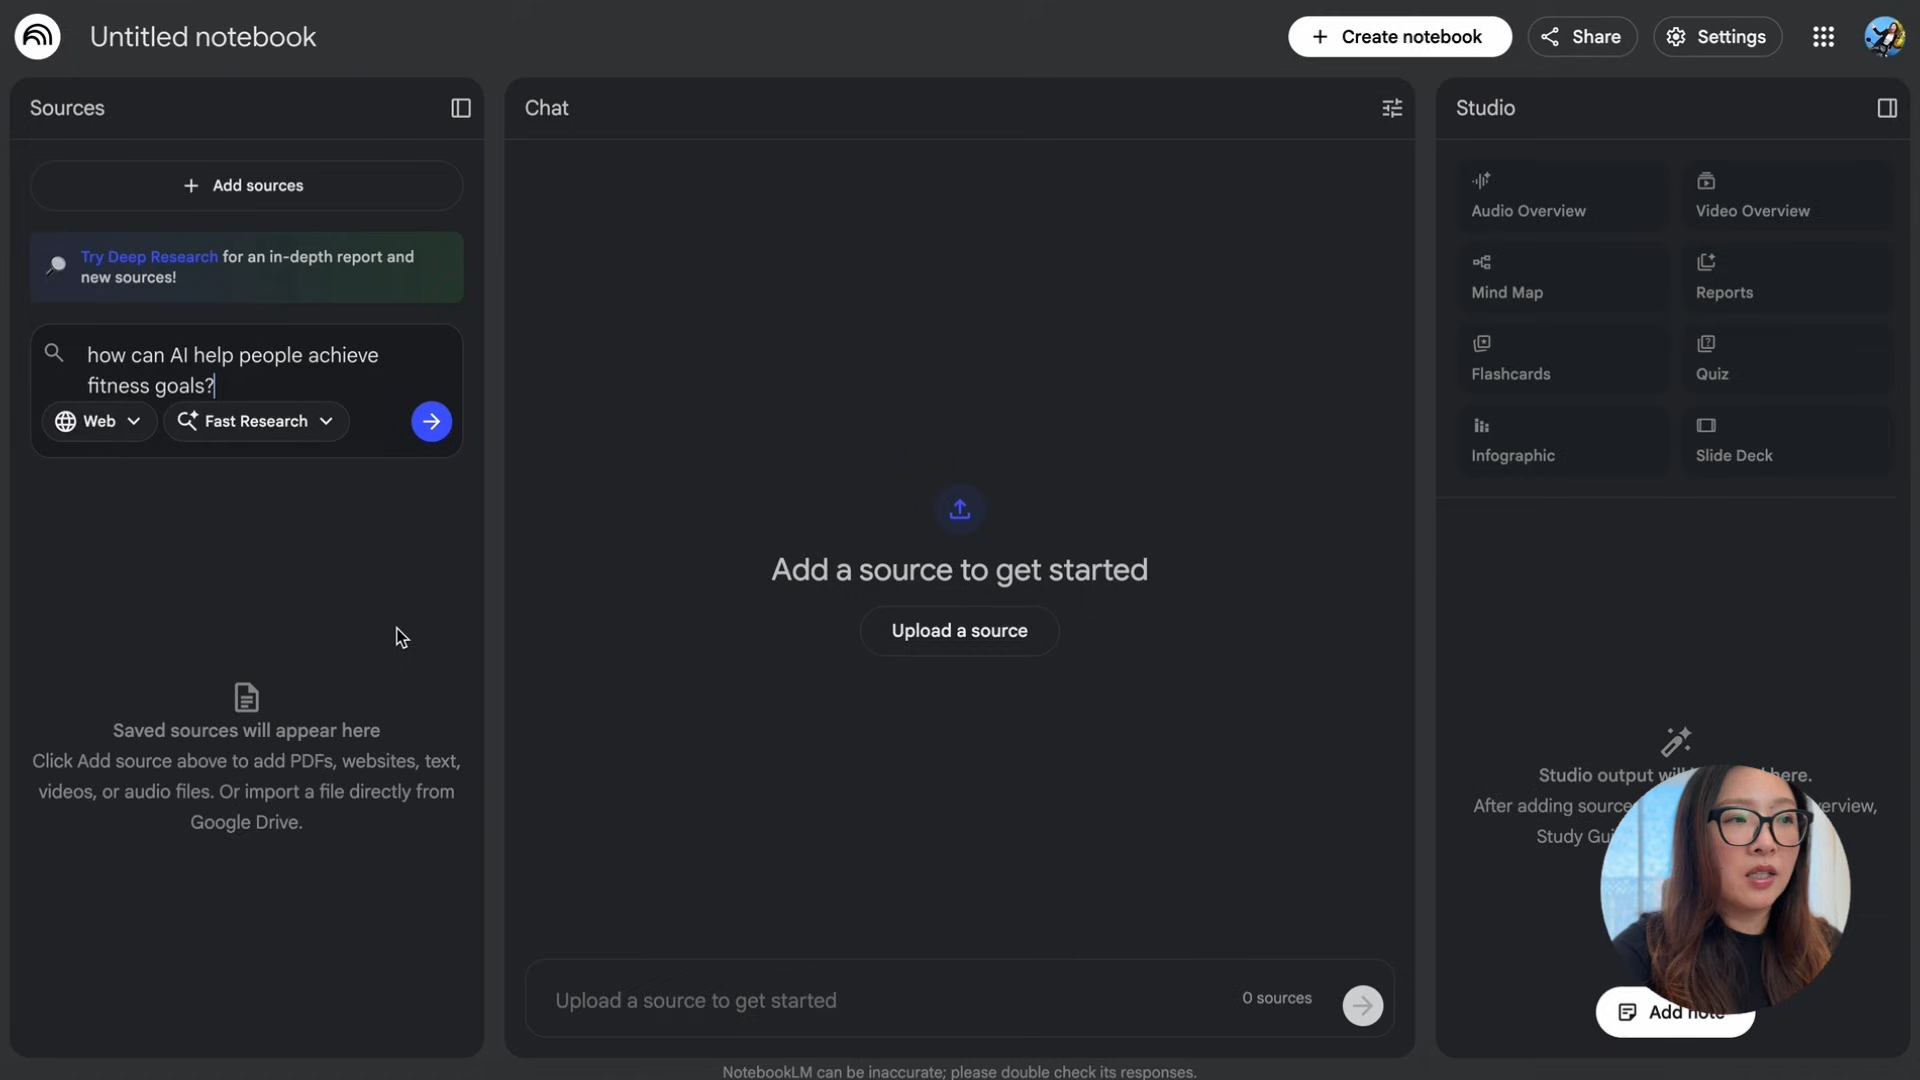 Untitled notebook
Create notebook
Share
Settings
Sources
Add sources
Try Deep Research for an in-depth report and
new sources!
how can AI help people achieve
fitness goals?
Web
Fast Research
Saved sources will appear here
Click Add source above to add PDFs, websites, text,
videos, or audio files. Or import a file directly from
Google Drive.
Chat
Add a source to get started
Upload a source
Upload a source to get started
0 sources
Studio
Audio Overview
Video Overview
Mind Map
Reports
Flashcards
Quiz
Infographic
Slide Deck
Studio output will
After adding
Study
Add note
NotebookLM can be inaccurate; please double check its responses.